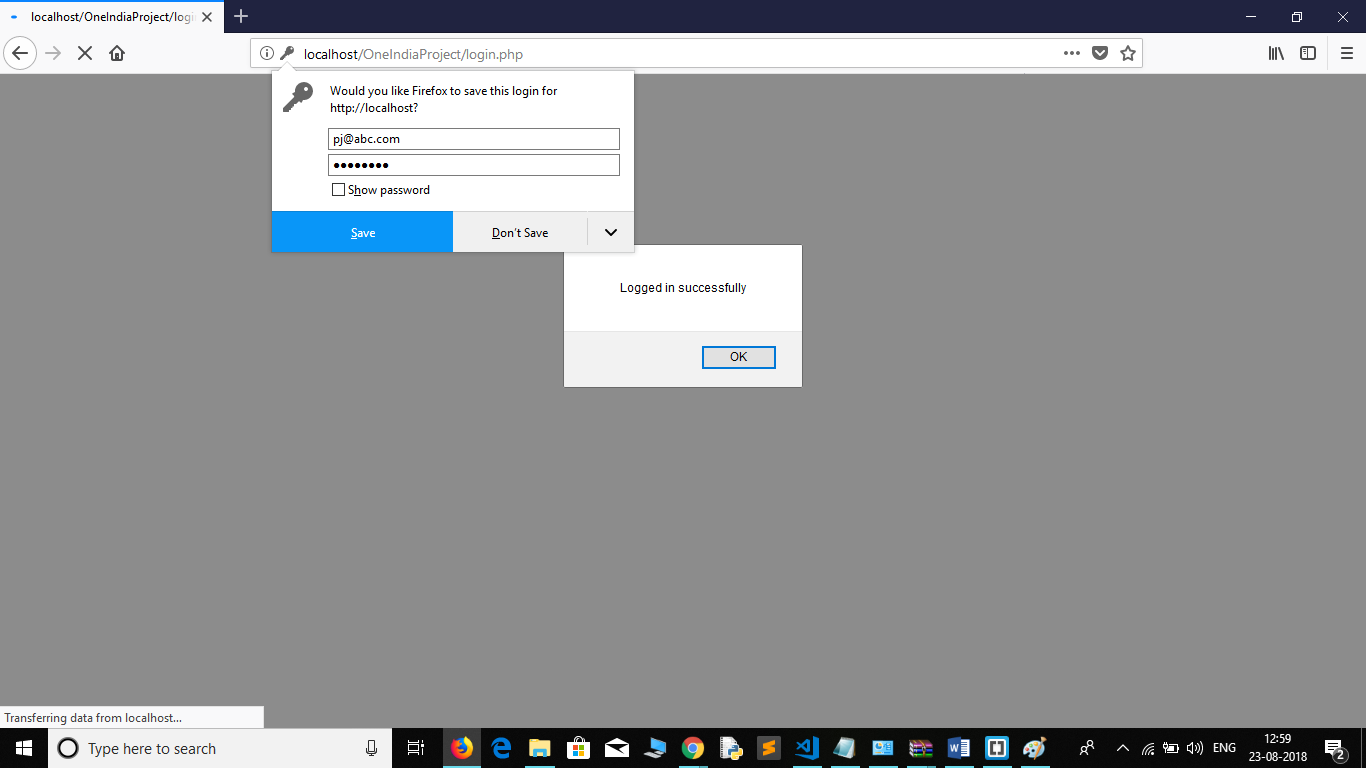 localhost/OneIndiaProject/logi
localhost/OneIndiaProject/login.php
Would you like Firefox to save this login for
http://localhost?
pj@abc.com
●●●●●●●●
Show password
Save
Don't Save
Logged in successfully
OK
Transferring data from localhost...
Type here to search
ENG
12:59
23-08-2018
2